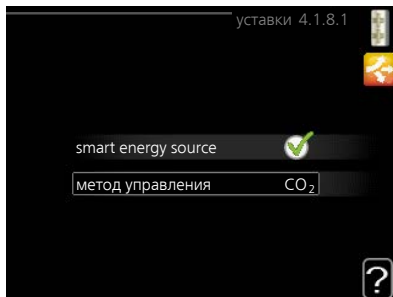 уставки 4.1.8.1
smart energy source
метод управления CO₂
?